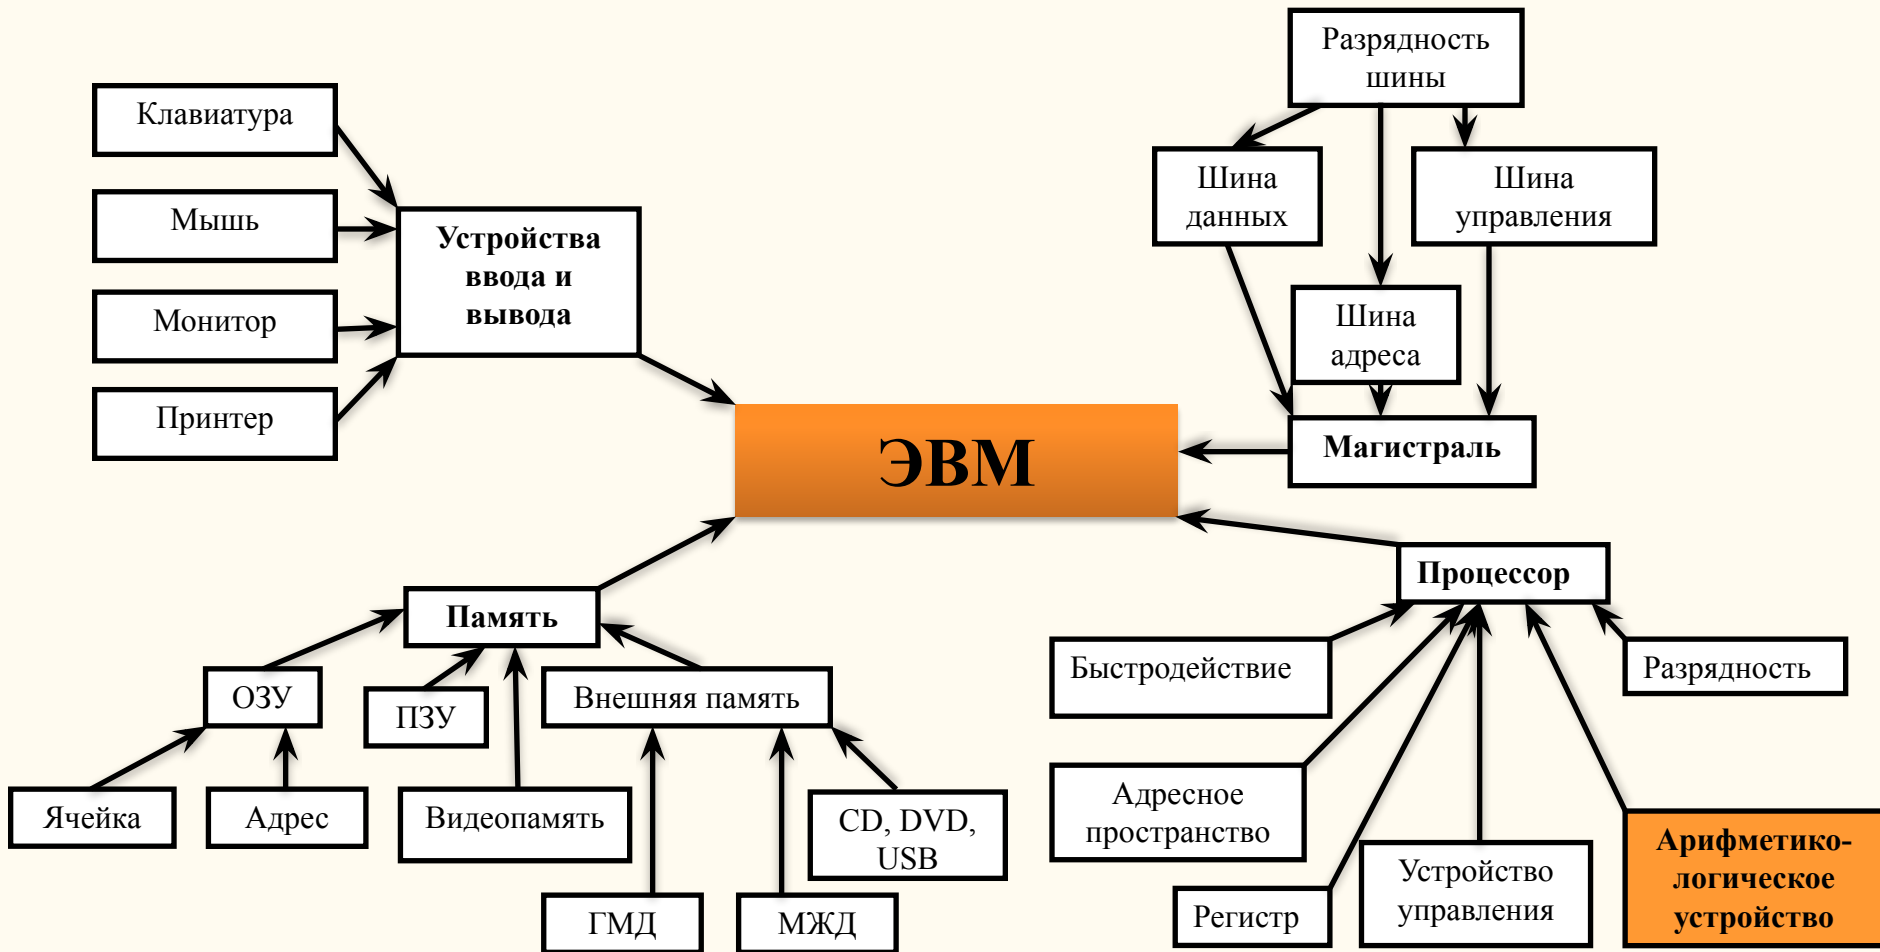 Разрядность
шины
Клавиатура
Шина
данных
Шина
управления
Мышь
Устройства
ввода и
вывода
Монитор
Шина
адреса
Принтер
ЭВМ
Магистраль
Процессор
Память
Быстродействие
Разрядность
ОЗУ
ПЗУ
Внешняя память
Ячейка
Адрес
Видеопамять
CD, DVD,
USB
Адресное
пространство
Арифметико-
логическое
устройство
Устройство
управления
ГМД
МЖД
Регистр